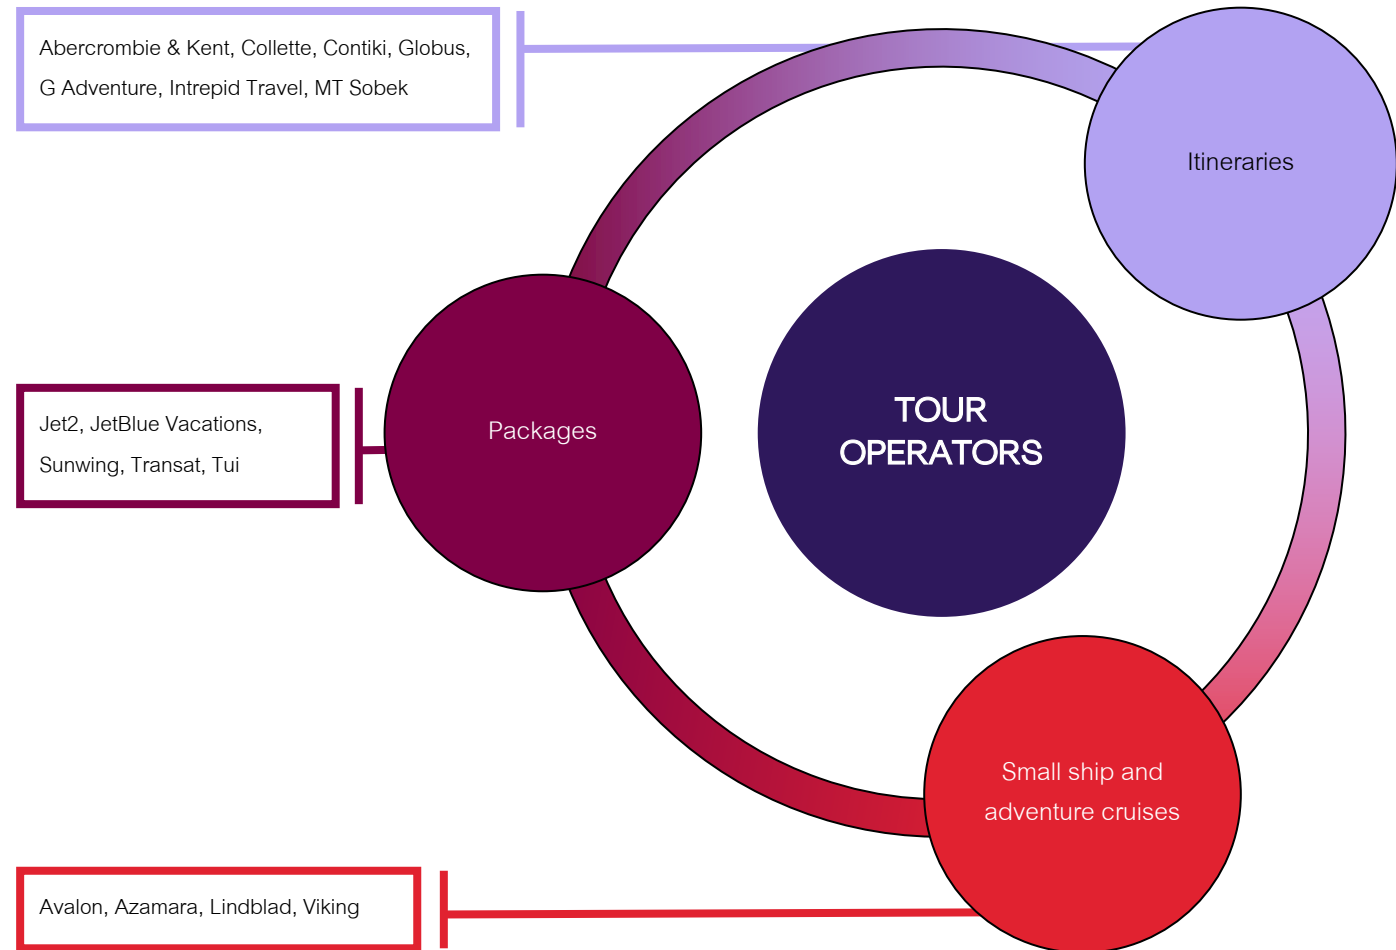 Abercrombie & Kent, Collette, Contiki, Globus,
G Adventure, Intrepid Travel, MT Sobek
Itineraries
Jet2, JetBlue Vacations,
Sunwing, Transat, Tui
Packages
TOUR
OPERATORS
Small ship and
adventure cruises
Avalon, Azamara, Lindblad, Viking